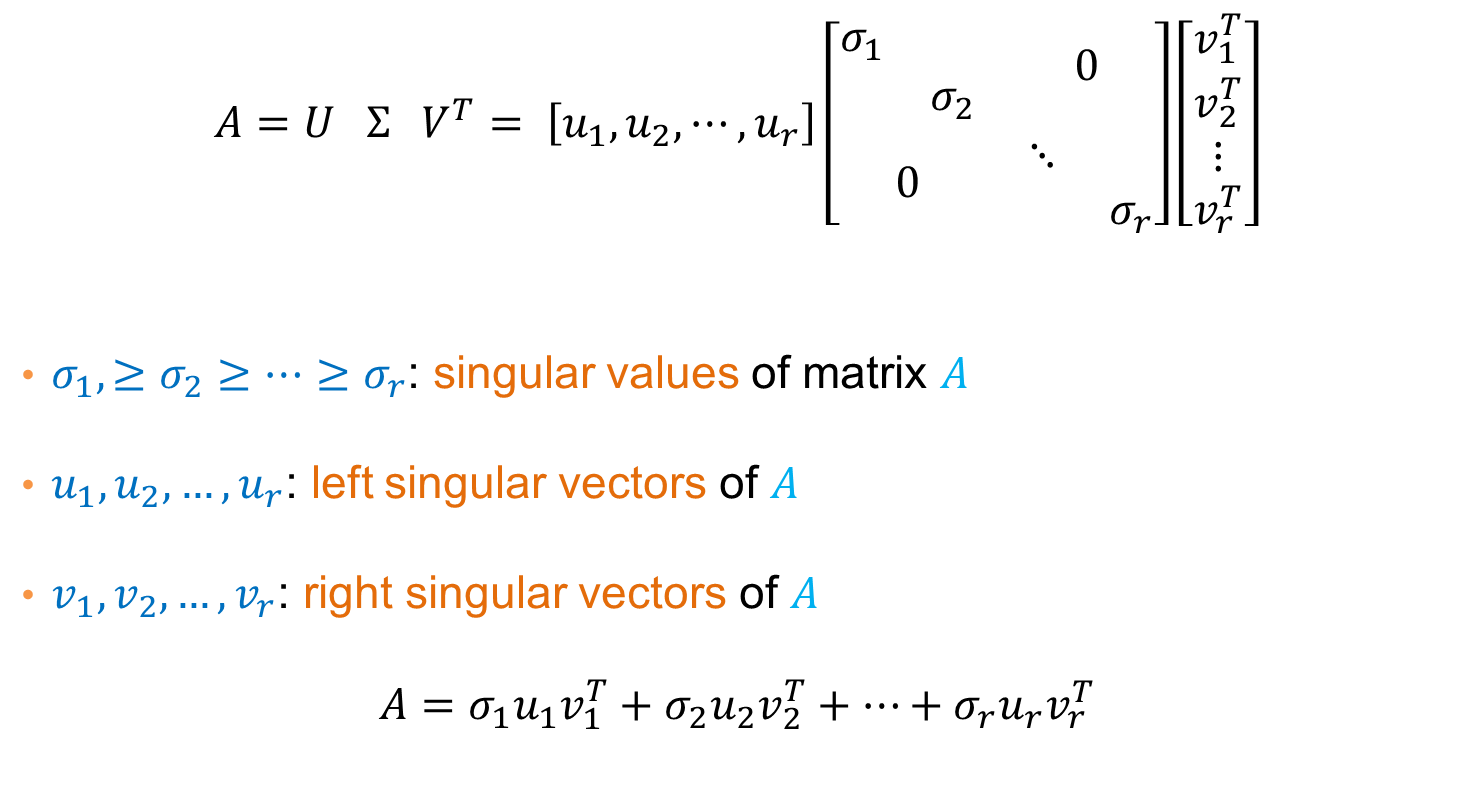 A = U Σ V^T = [u_1, u_2, ⋯, u_r] [σ_1 0 σ_2 ⋱ 0 σ_r] [v_1^T v_2^T ⋮ v_r^T]
• σ_1, ≥ σ_2 ≥ ⋯ ≥ σ_r: singular values of matrix A
• u_1, u_2, … , u_r: left singular vectors of A
• v_1, v_2, … , v_r: right singular vectors of A
A = σ_1 u_1 v_1^T + σ_2 u_2 v_2^T + ⋯ + σ_r u_r v_r^T